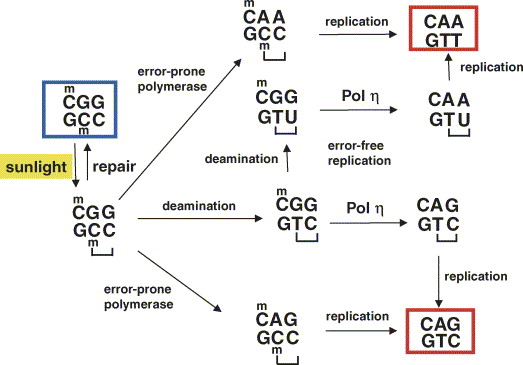 m
CAA
GCC
m
replication
CAA
GTT
error-prone
polymerase
replication
m
CGG
GCC
m
m
CGG
GTU
Pol η
CAA
GTU
sunlight
repair
deamination
error-free
replication
m
CGG
GCC
m
deamination
m
CGG
GTC
Pol η
CAG
GTC
error-prone
polymerase
replication
m
CAG
GCC
m
replication
CAG
GTC